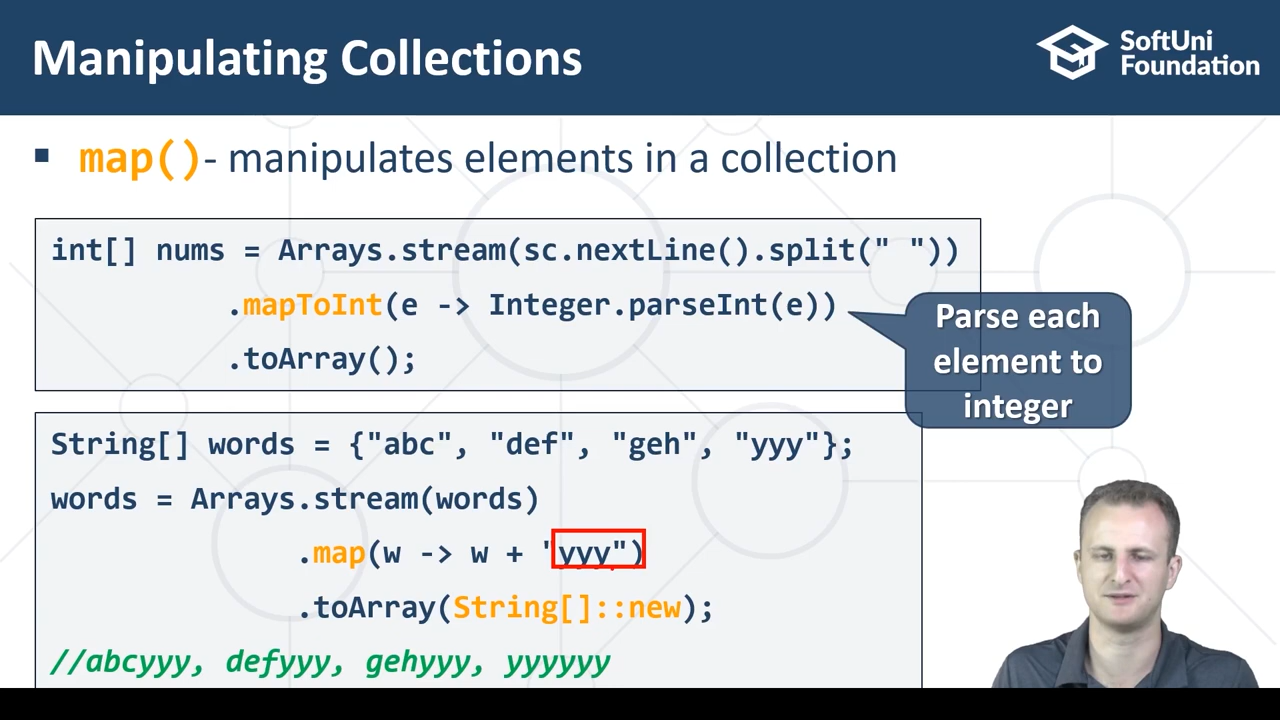 Manipulating Collections
SoftUni
Foundation
▪ map()- manipulates elements in a collection
int[] nums = Arrays.stream(sc.nextLine().split(" "))
.mapToInt(e -> Integer.parseInt(e))
.toArray();
Parse each
element to
integer
String[] words = {"abc", "def", "geh", "yyy"};
words = Arrays.stream(words)
.map(w -> w + "yyy")
.toArray(String[]::new);
//abcyyy, defyyy, gehyyy, yyyyyy